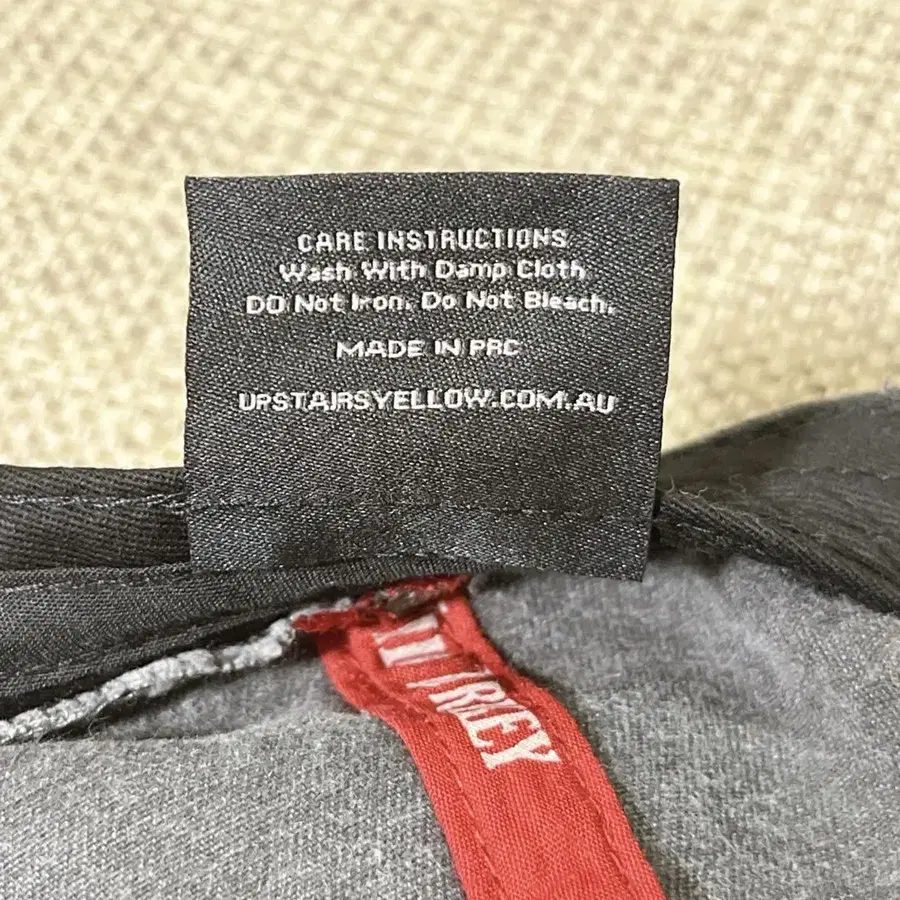 CARE INSTRUCTIONS
Wash With Damp Cloth
DO Not Iron. Do Not Bleach.
MADE IN PRC
UPSTAIRSYELLOW.COM.AU